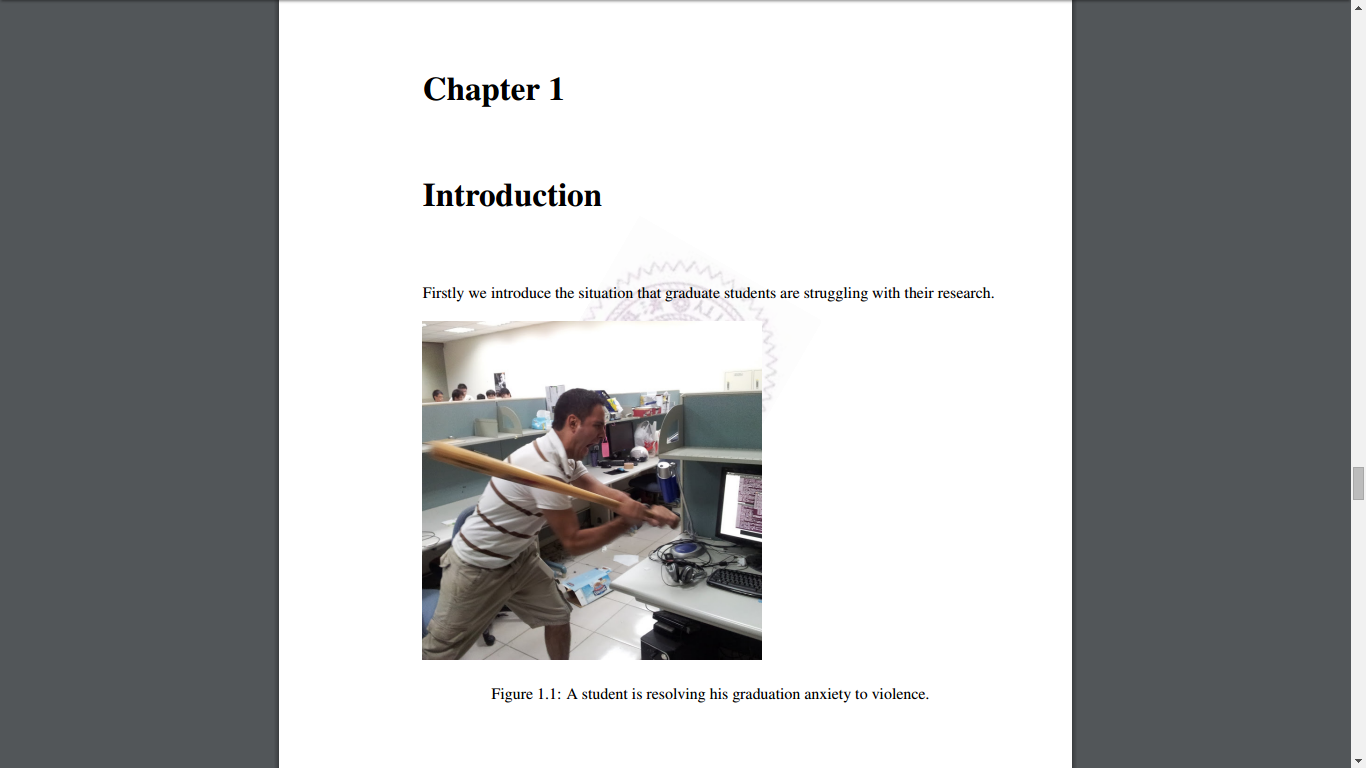 Chapter 1
Introduction
Firstly we introduce the situation that graduate students are struggling with their research.
Figure 1.1: A student is resolving his graduation anxiety to violence.